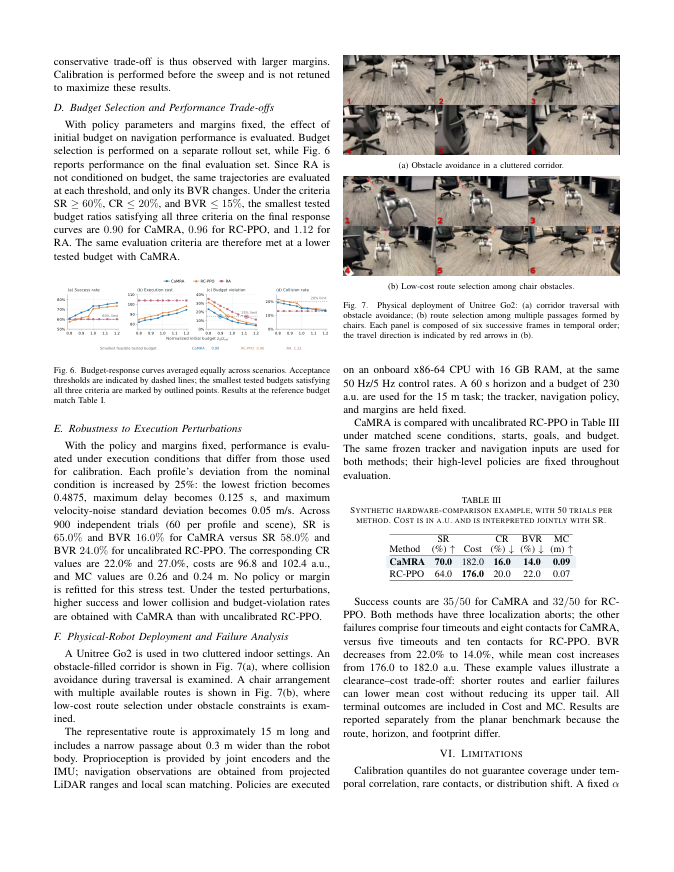 conservative trade-off is thus observed with larger margins.
Calibration is performed before the sweep and is not retuned
to maximize these results.
D. Budget Selection and Performance Trade-offs
With policy parameters and margins fixed, the effect of
initial budget on navigation performance is evaluated. Budget
selection is performed on a separate rollout set, while Fig. 6
reports performance on the final evaluation set. Since RA is
not conditioned on budget, the same trajectories are evaluated
at each threshold, and only its BVR changes. Under the criteria
SR ≥ 60%, CR ≤ 20%, and BVR ≤ 15%, the smallest tested
budget ratios satisfying all three criteria on the final response
curves are 0.90 for CaMRA, 0.96 for RC-PPO, and 1.12 for
RA. The same evaluation criteria are therefore met at a lower
tested budget with CaMRA.
CaMRA RC-PPO RA
(a) Success rate (b) Execution cost (c) Budget violation (d) Collision rate
Fig. 6. Budget-response curves averaged equally across scenarios. Acceptance
thresholds are indicated by dashed lines; the smallest tested budgets satisfying
all three criteria are marked by outlined points. Results at the reference budget
match Table I.
E. Robustness to Execution Perturbations
With the policy and margins fixed, performance is evalu-
ated under execution conditions that differ from those used
for calibration. Each profile's deviation from the nominal
condition is increased by 25%: the lowest friction becomes
0.4875, maximum delay becomes 0.125 s, and maximum
velocity-noise standard deviation becomes 0.05 m/s. Across
900 independent trials (60 per profile and scene), SR is
65.0% and BVR 16.0% for CaMRA versus SR 58.0% and
BVR 24.0% for uncalibrated RC-PPO. The corresponding CR
values are 22.0% and 27.0%, costs are 96.8 and 102.4 a.u.,
and MC values are 0.26 and 0.24 m. No policy or margin
is refitted for this stress test. Under the tested perturbations,
higher success and lower collision and budget-violation rates
are obtained with CaMRA than with uncalibrated RC-PPO.
F. Physical-Robot Deployment and Failure Analysis
A Unitree Go2 is used in two cluttered indoor settings. An
obstacle-filled corridor is shown in Fig. 7(a), where collision
avoidance during traversal is examined. A chair arrangement
with multiple available routes is shown in Fig. 7(b), where
low-cost route selection under obstacle constraints is exam-
ined.
The representative route is approximately 15 m long and
includes a narrow passage about 0.3 m wider than the robot
body. Proprioception is provided by joint encoders and the
IMU; navigation observations are obtained from projected
LiDAR ranges and local scan matching. Policies are executed
1 2 3
4 5 6
(a) Obstacle avoidance in a cluttered corridor.
1 2 3
4 5 6
(b) Low-cost route selection among chair obstacles.
Fig. 7. Physical deployment of Unitree Go2: (a) corridor traversal with
obstacle avoidance; (b) route selection among multiple passages formed by
chairs. Each panel is composed of six successive frames in temporal order;
the travel direction is indicated by red arrows in (b).
on an onboard x86-64 CPU with 16 GB RAM, at the same
50 Hz/5 Hz control rates. A 60 s horizon and a budget of 230
a.u. are used for the 15 m task; the tracker, navigation policy,
and margins are held fixed.
CaMRA is compared with uncalibrated RC-PPO in Table III
under matched scene conditions, starts, goals, and budget.
The same frozen tracker and navigation inputs are used for
both methods; their high-level policies are fixed throughout
evaluation.
TABLE III
SYNTHETIC HARDWARE-COMPARISON EXAMPLE, WITH 50 TRIALS PER
METHOD. COST IS IN A.U. AND IS INTERPRETED JOINTLY WITH SR.
SR CR BVR MC
Method (%) ↑ Cost (%) ↓ (%) ↓ (m) ↑
CaMRA 70.0 182.0 16.0 14.0 0.09
RC-PPO 64.0 176.0 20.0 22.0 0.07
Success counts are 35/50 for CaMRA and 32/50 for RC-
PPO. Both methods have three localization aborts; the other
failures comprise four timeouts and eight contacts for CaMRA,
versus five timeouts and ten contacts for RC-PPO. BVR
decreases from 22.0% to 14.0%, while mean cost increases
from 176.0 to 182.0 a.u. These example values illustrate a
clearance–cost trade-off: shorter routes and earlier failures
can lower mean cost without reducing its upper tail. All
terminal outcomes are included in Cost and MC. Results are
reported separately from the planar benchmark because the
route, horizon, and footprint differ.
VI. LIMITATIONS
Calibration quantiles do not guarantee coverage under tem-
poral correlation, rare contacts, or distribution shift. A fixed α